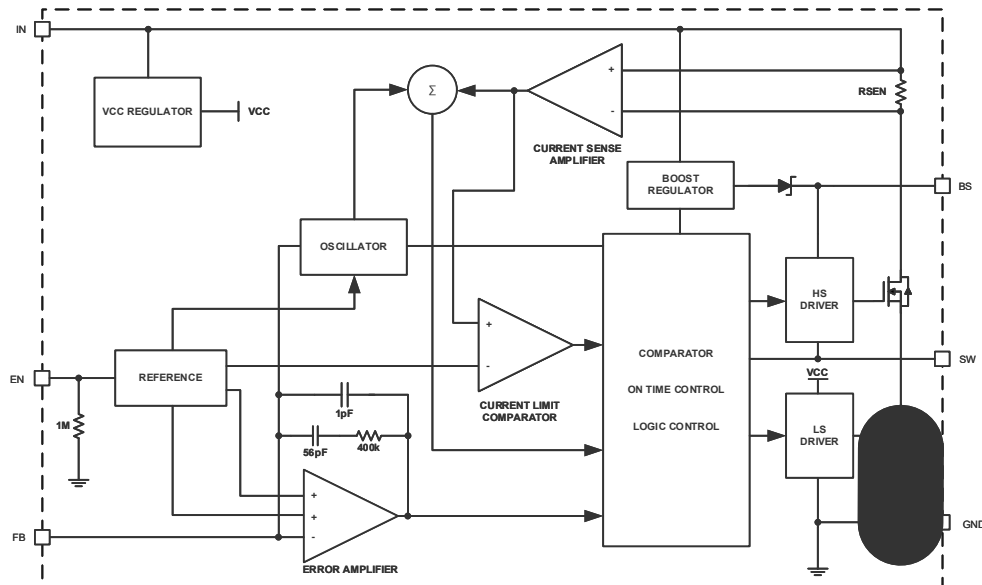 IN
VCC REGULATOR
VCC
Σ
+
-
CURRENT SENSE
AMPLIFIER
RSEN
BOOST
REGULATOR
BS
OSCILLATOR
HS
DRIVER
+
-
CURRENT LIMIT
COMPARATOR
COMPARATOR
ON TIME CONTROL
LOGIC CONTROL
SW
VCC
EN
REFERENCE
1M
1pF
56pF
400k
LS
DRIVER
+
+
-
ERROR AMPLIFIER
FB
GND